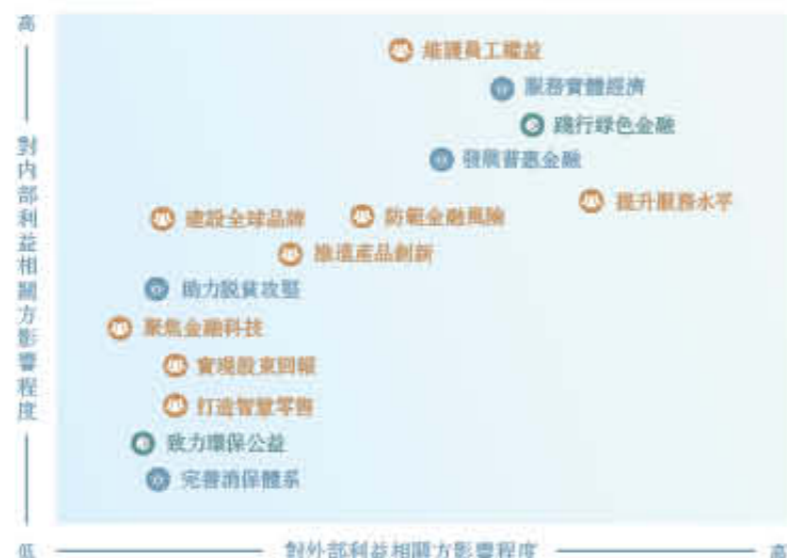 高
維護員工權益
服務實體經濟
踐行绿色金融
發展普惠金融
提升服務水平
建設全球品牌
防範金融風險
推進產品創新
助力脱貧攻堅
聚焦金融科技
實現股東回報
打造智慧零售
致力環保公益
完善消保體系
對内部利益相關方影響程度
低
對外部利益相關方影響程度
高